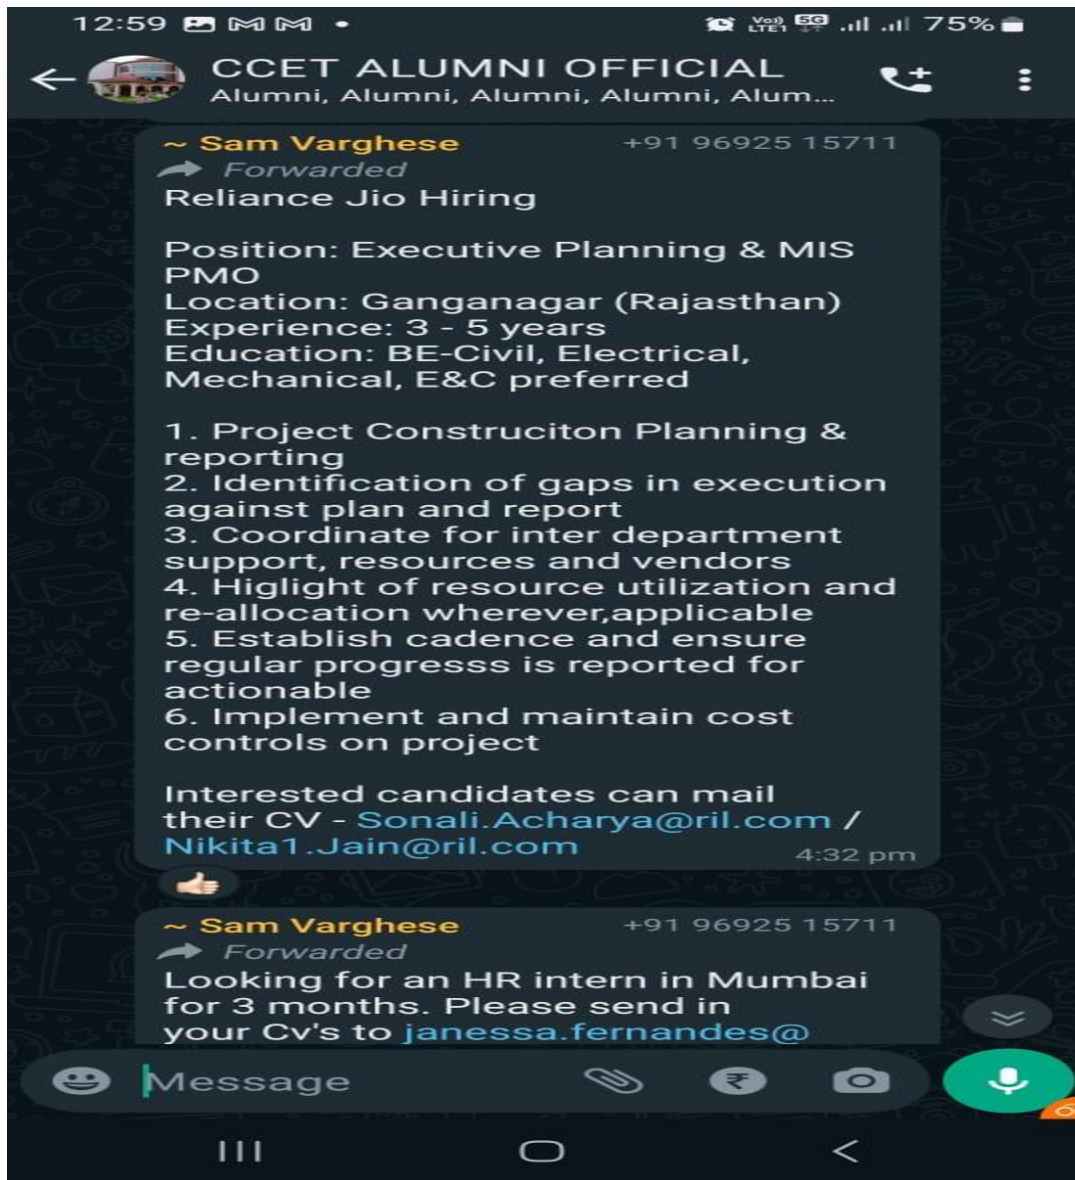 12:59
Vo)) LTE1 5G 75%
CCET ALUMNI OFFICIAL
Alumni, Alumni, Alumni, Alumni, Alum...
~ Sam Varghese +91 96925 15711
Forwarded
Reliance Jio Hiring
Position: Executive Planning & MIS
PMO
Location: Ganganagar (Rajasthan)
Experience: 3 - 5 years
Education: BE-Civil, Electrical,
Mechanical, E&C preferred
1. Project Construciton Planning &
reporting
2. Identification of gaps in execution
against plan and report
3. Coordinate for inter department
support, resources and vendors
4. Higlight of resource utilization and
re-allocation wherever,applicable
5. Establish cadence and ensure
regular progresss is reported for
actionable
6. Implement and maintain cost
controls on project
Interested candidates can mail
their CV - Sonali.Acharya@ril.com /
Nikita1.Jain@ril.com
4:32 pm
~ Sam Varghese +91 96925 15711
Forwarded
Looking for an HR intern in Mumbai
for 3 months. Please send in
your Cv's to janessa.fernandes@
Message